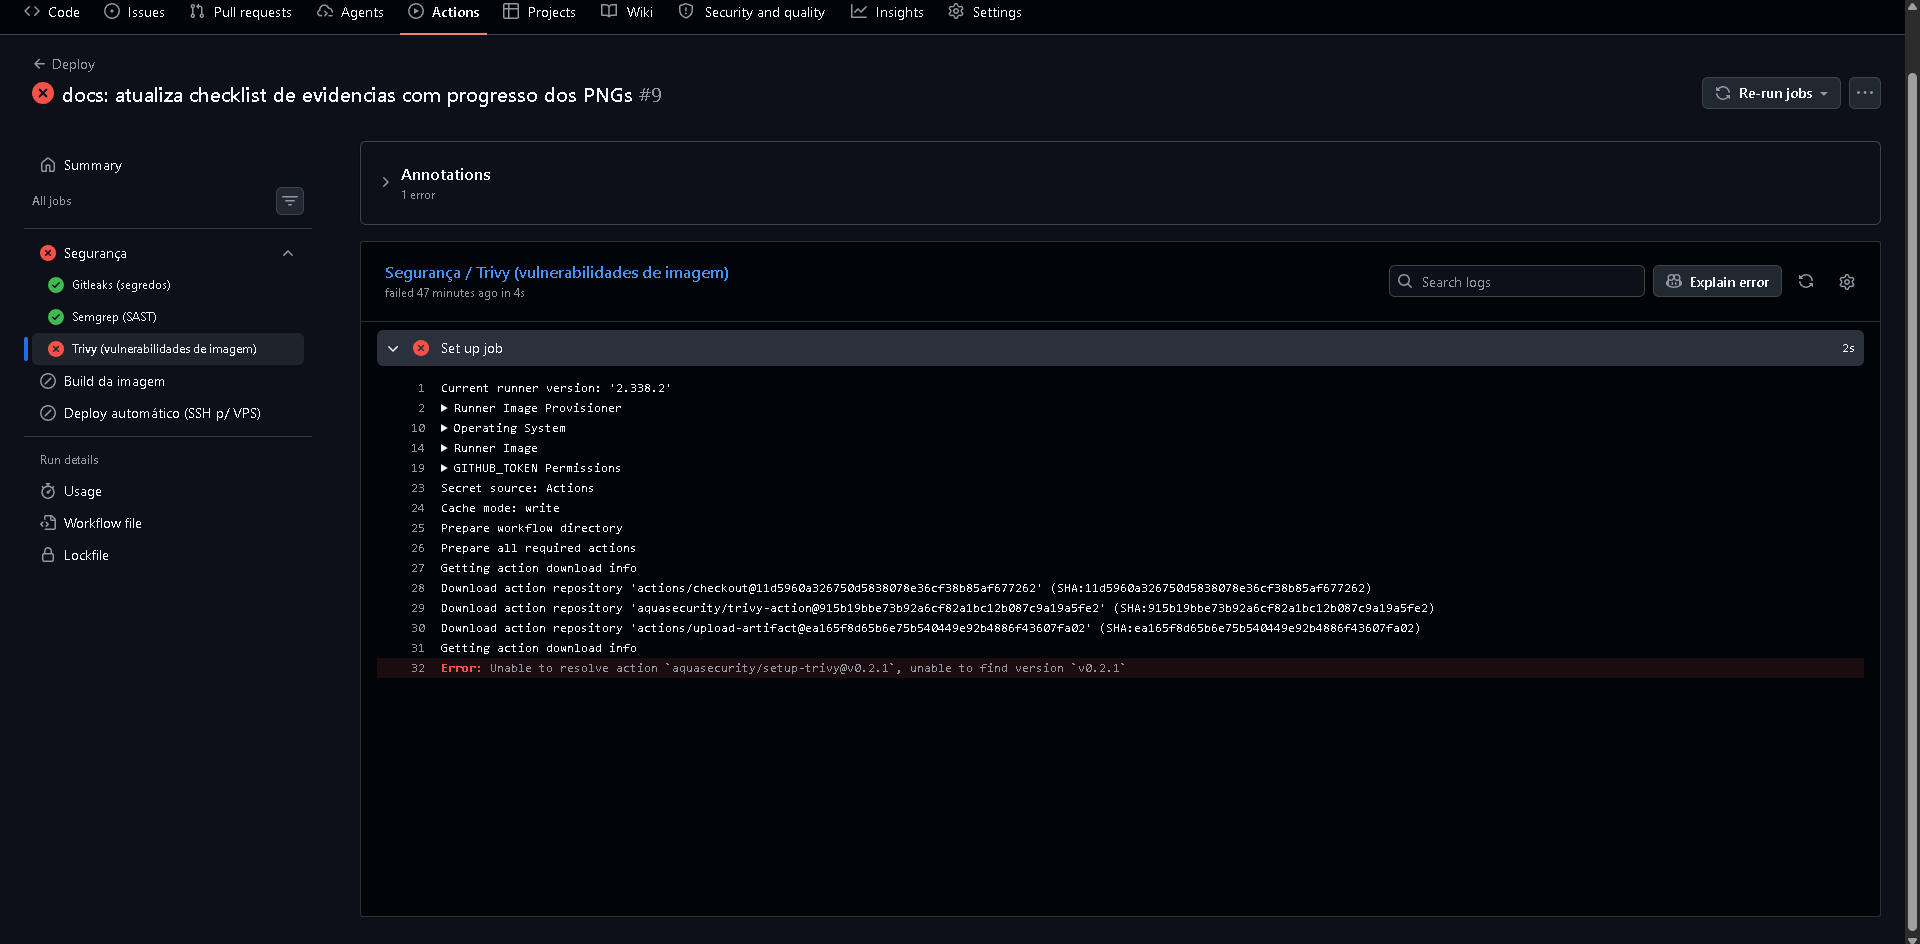 Code Issues Pull requests Agents Actions Projects Wiki Security and quality Insights Settings
Deploy
docs: atualiza checklist de evidencias com progresso dos PNGs #9
Re-run jobs
Summary
All jobs
Segurança
Gitleaks (segredos)
Semgrep (SAST)
Trivy (vulnerabilidades de imagem)
Build da imagem
Deploy automático (SSH p/ VPS)
Run details
Usage
Workflow file
Lockfile
Annotations
1 error
Segurança / Trivy (vulnerabilidades de imagem)
failed 47 minutes ago in 4s
Search logs
Explain error
Set up job 2s
1 Current runner version: '2.338.2'
2 Runner Image Provisioner
10 Operating System
14 Runner Image
19 GITHUB_TOKEN Permissions
23 Secret source: Actions
24 Cache mode: write
25 Prepare workflow directory
26 Prepare all required actions
27 Getting action download info
28 Download action repository 'actions/checkout@11d5960a326750d5838078e36cf38b85af677262' (SHA:11d5960a326750d5838078e36cf38b85af677262)
29 Download action repository 'aquasecurity/trivy-action@915b19bbe73b92a6cf82a1bc12b087c9a19a5fe2' (SHA:915b19bbe73b92a6cf82a1bc12b087c9a19a5fe2)
30 Download action repository 'actions/upload-artifact@ea165f8d65b6e75b540449e92b4886f43607fa02' (SHA:ea165f8d65b6e75b540449e92b4886f43607fa02)
31 Getting action download info
32 Error: Unable to resolve action `aquasecurity/setup-trivy@v0.2.1`, unable to find version `v0.2.1`